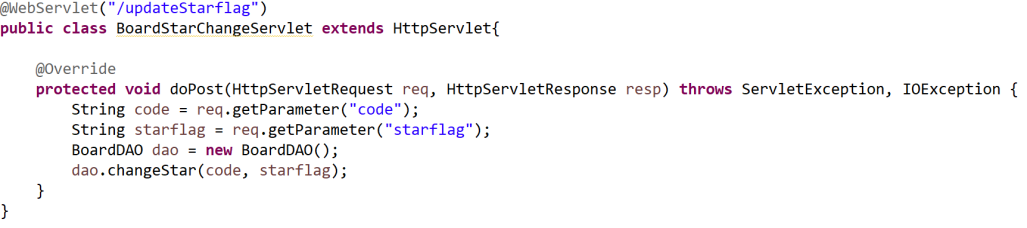 @WebServlet("/updateStarflag")
public class BoardStarChangeServlet extends HttpServlet{
@Override
protected void doPost(HttpServletRequest req, HttpServletResponse resp) throws ServletException, IOException {
String code = req.getParameter("code");
String starflag = req.getParameter("starflag");
BoardDAO dao = new BoardDAO();
dao.changeStar(code, starflag);
}
}